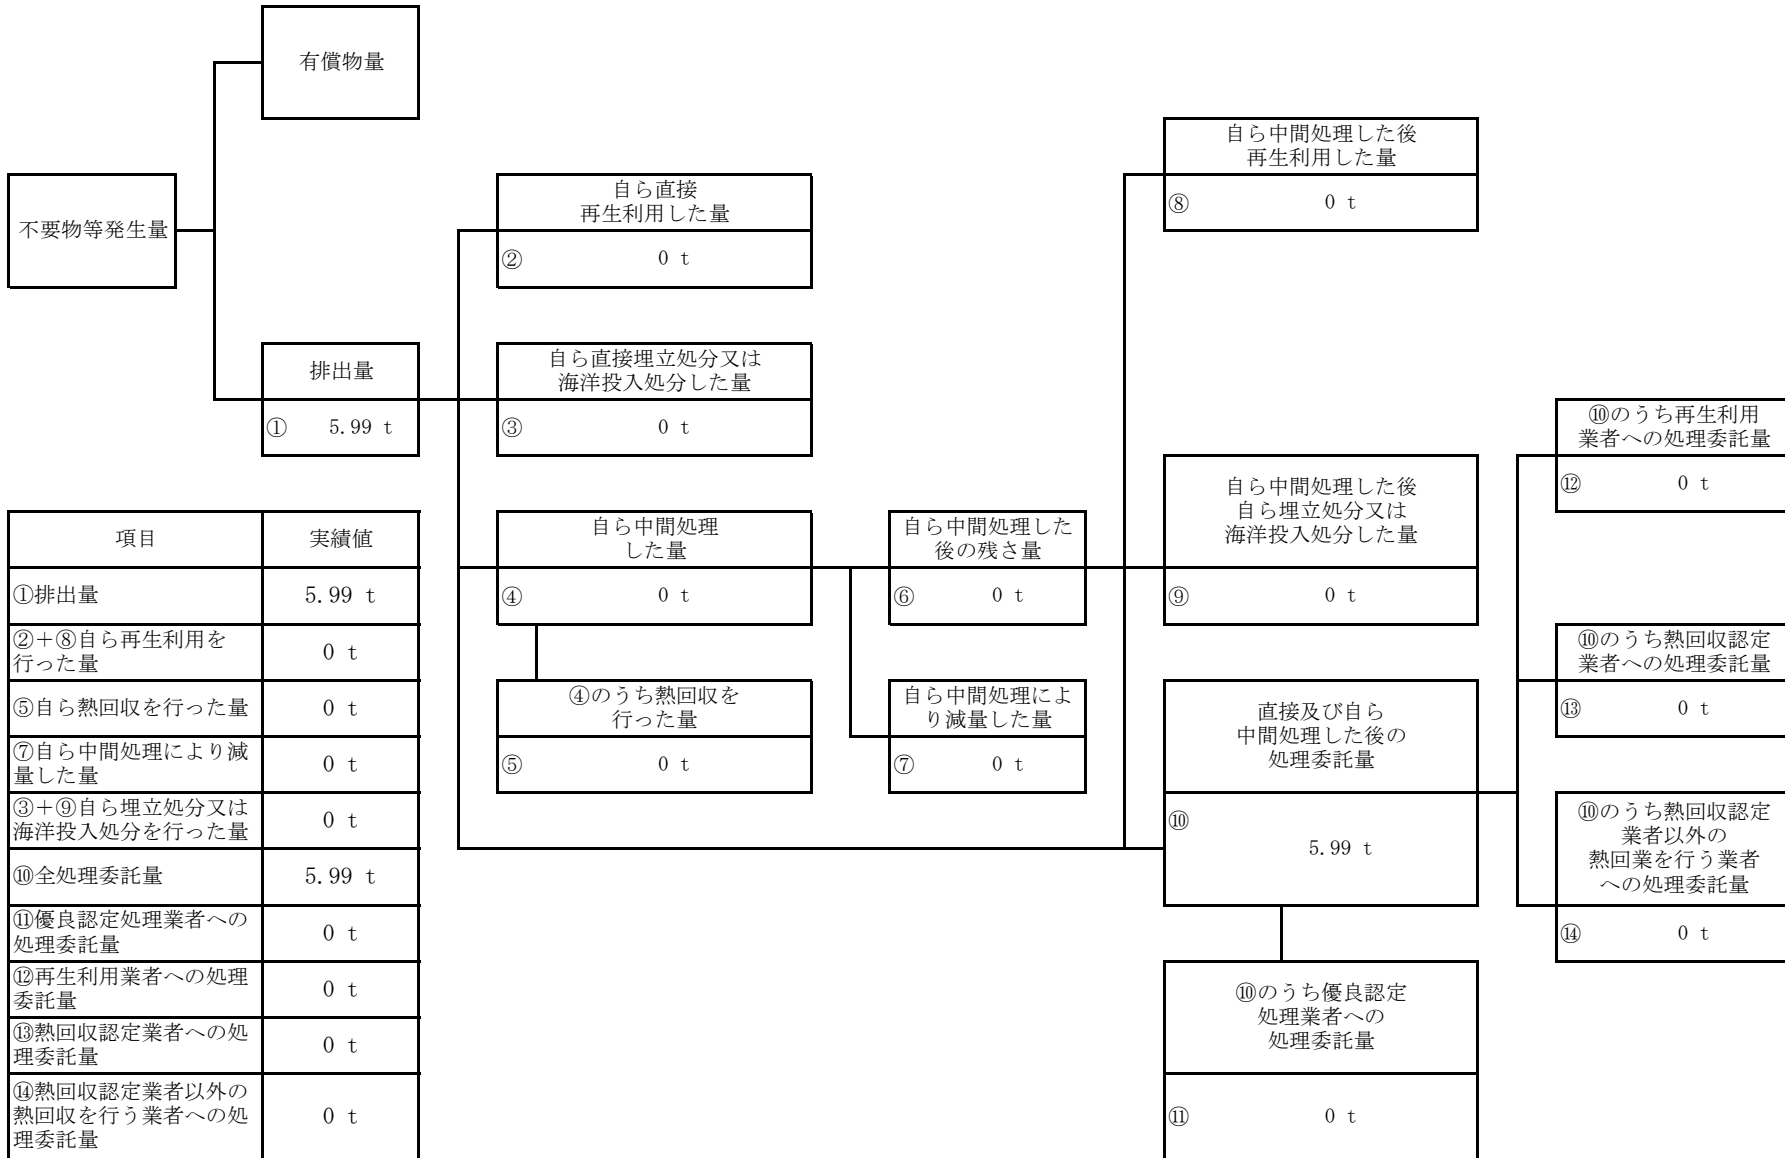 有償物量
不要物等発生量
排出量
① 5.99 t
自ら直接
再生利用した量
② 0 t
自ら直接埋立処分又は
海洋投入処分した量
③ 0 t
自ら中間処理
した量
④ 0 t
④のうち熱回収を
行った量
⑤ 0 t
自ら中間処理した
後の残さ量
⑥ 0 t
自ら中間処理によ
り減量した量
⑦ 0 t
自ら中間処理した後
再生利用した量
⑧ 0 t
自ら中間処理した後
自ら埋立処分又は
海洋投入処分した量
⑨ 0 t
直接及び自ら
中間処理した後の
処理委託量
⑩
5.99 t
⑩のうち優良認定
処理業者への
処理委託量
⑪ 0 t
⑩のうち再生利用
業者への処理委託量
⑫ 0 t
⑩のうち熱回収認定
業者への処理委託量
⑬ 0 t
⑩のうち熱回収認定
業者以外の
熱回業を行う業者
への処理委託量
⑭ 0 t
項目 実績値
①排出量 5.99 t
②＋⑧自ら再生利用を
行った量 0 t
⑤自ら熱回収を行った量 0 t
⑦自ら中間処理により減
量した量 0 t
③＋⑨自ら埋立処分又は
海洋投入処分を行った量 0 t
⑩全処理委託量 5.99 t
⑪優良認定処理業者への
処理委託量 0 t
⑫再生利用業者への処理
委託量 0 t
⑬熱回収認定業者への処
理委託量 0 t
⑭熱回収認定業者以外の
熱回収を行う業者への処 0 t
理委託量